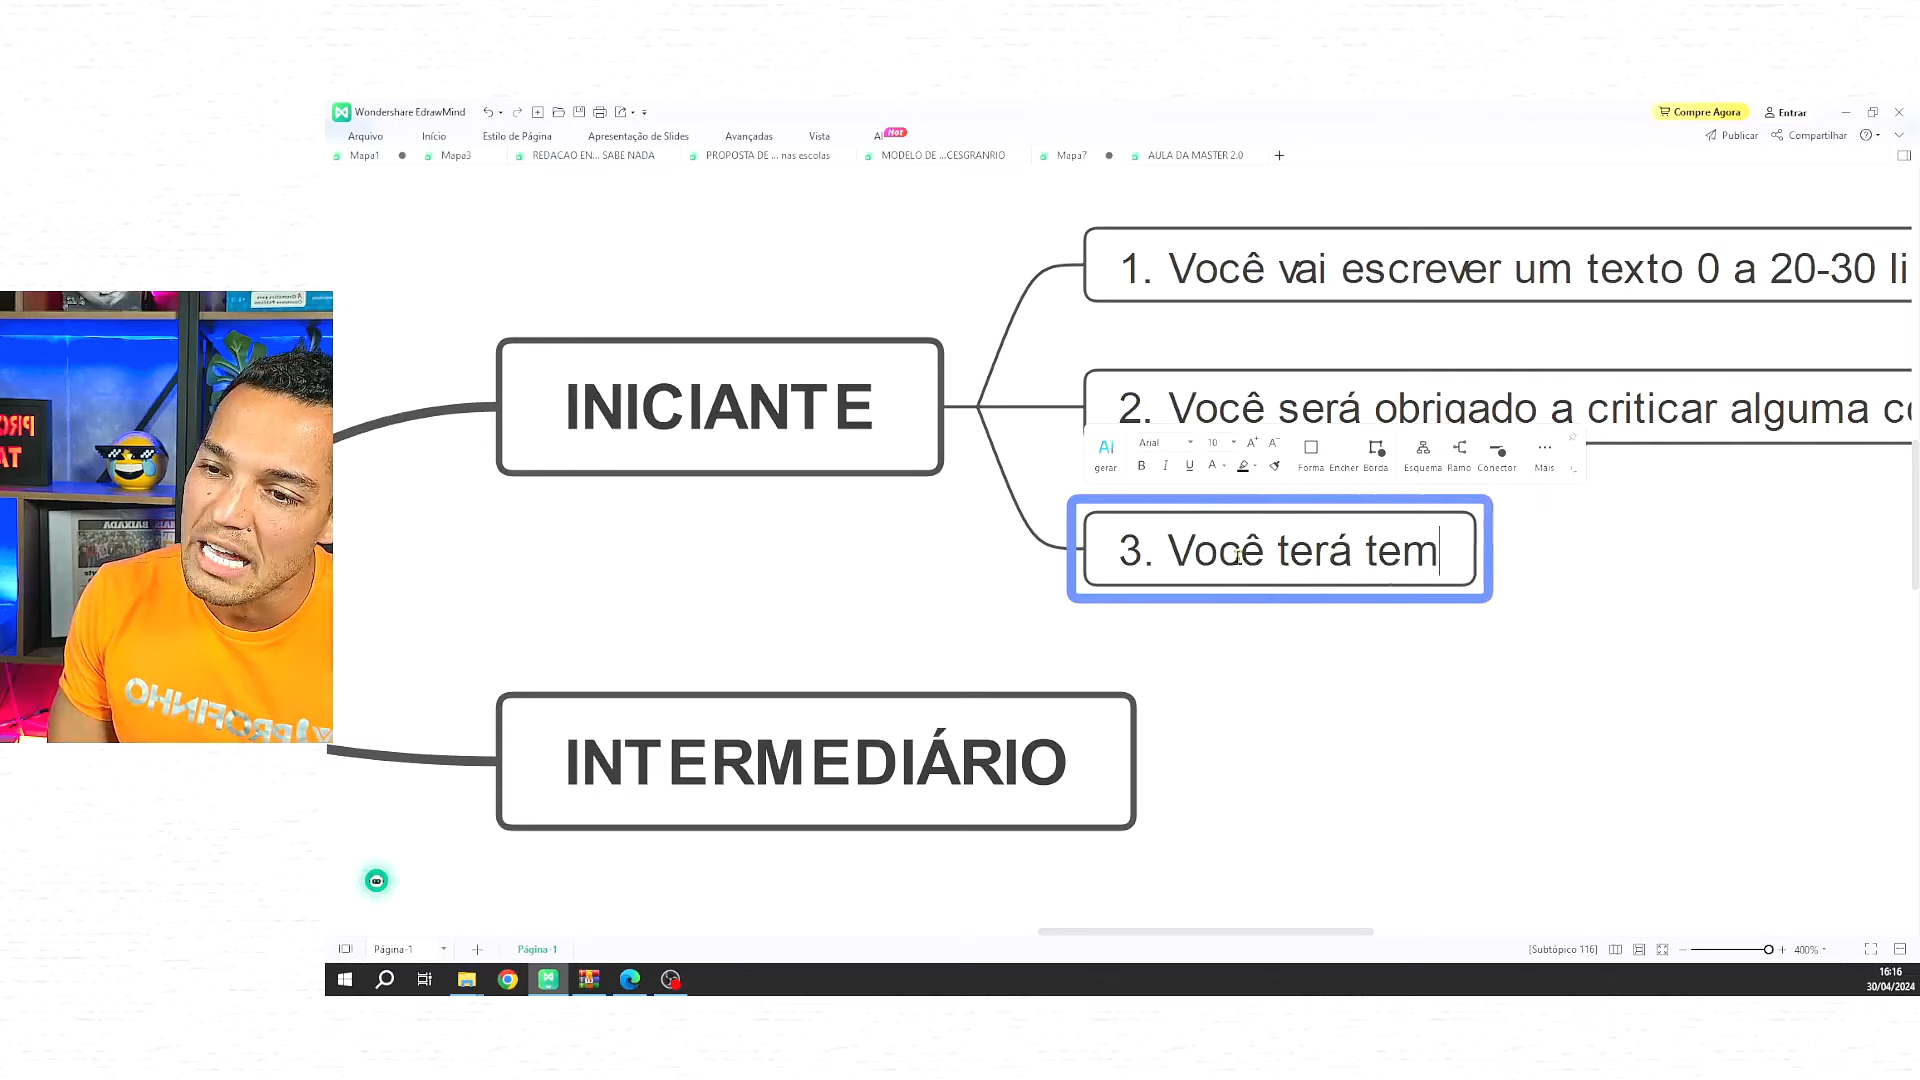 Wondershare EdrawMind
Compre Agora
Entrar
Arquivo
Início
Estilo de Página
Apresentação de Slides
Avançadas
Vista
AI
Hot
Publicar
Compartilhar
Mapa1
Mapa3
REDACAO EN... SABE NADA
PROPOSTA DE ... nas escolas
MODELO DE ...CESGRANRIO
Mapa7
AULA DA MASTER 2.0
1. Você vai escrever um texto 0 a 20-30 li
INICIANTE
2. Você será obrigado a criticar alguma co
AI
gerar
Arial
10
B I U A
Forma
Encher
Borda
Esquema
Ramo
Conector
Mais
3. Você terá tem
PROFINHO
INTERMEDIÁRIO
Página-1
Página-1
[Subtópico 116]
400%
16:16
30/04/2024